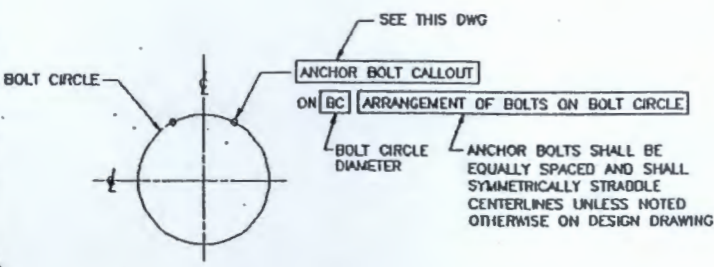 SEE THIS DWG
BOLT CIRCLE
ANCHOR BOLT CALLOUT
ON BC ARRANGEMENT OF BOLTS ON BOLT CIRCLE
BOLT CIRCLE
DIAMETER
ANCHOR BOLTS SHALL BE
EQUALLY SPACED AND SHALL
SYMMETRICALLY STRADDLE
CENTERLINES UNLESS NOTED
OTHERWISE ON DESIGN DRAWING
℄
℄